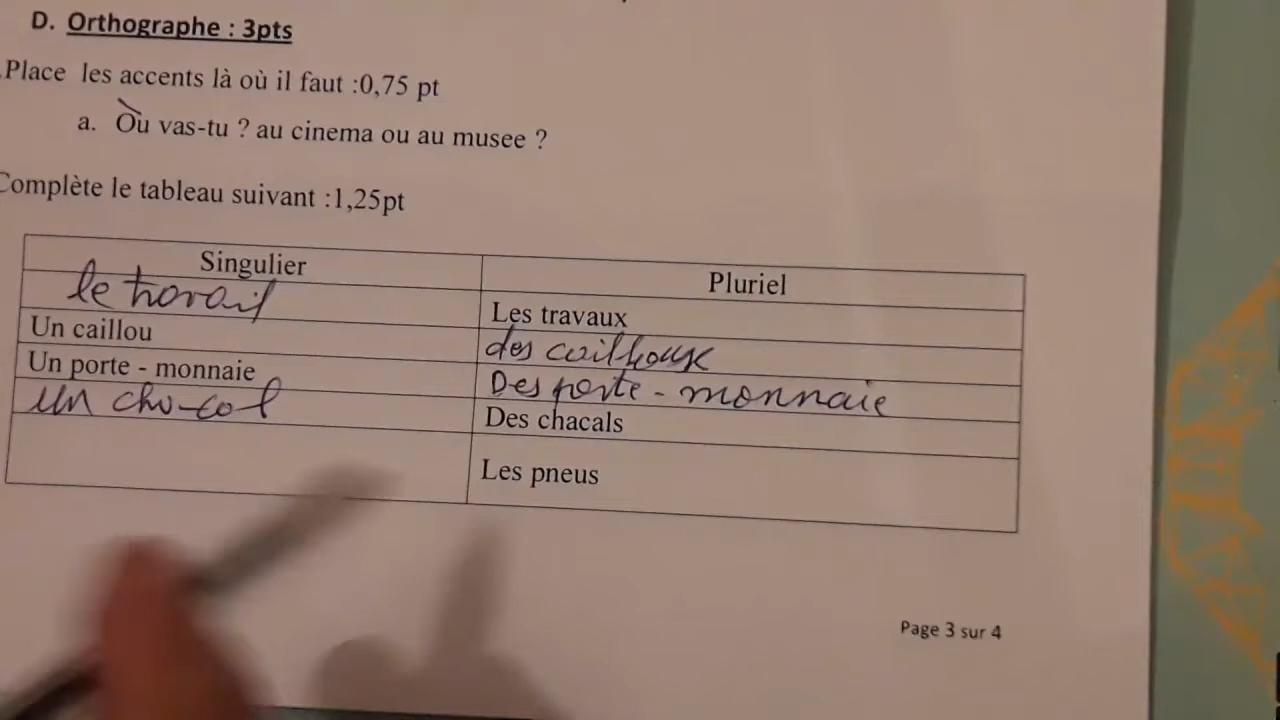 D. Orthographe : 3pts
.Place les accents là où il faut :0,75 pt
a. Où vas-tu ? au cinema ou au musee ?
Complète le tableau suivant :1,25pt
Singulier
Pluriel
le travail
Les travaux
Un caillou
des cailloux
Un porte - monnaie
Des porte - monnaie
un cha-cal
Des chacals
Les pneus
Page 3 sur 4